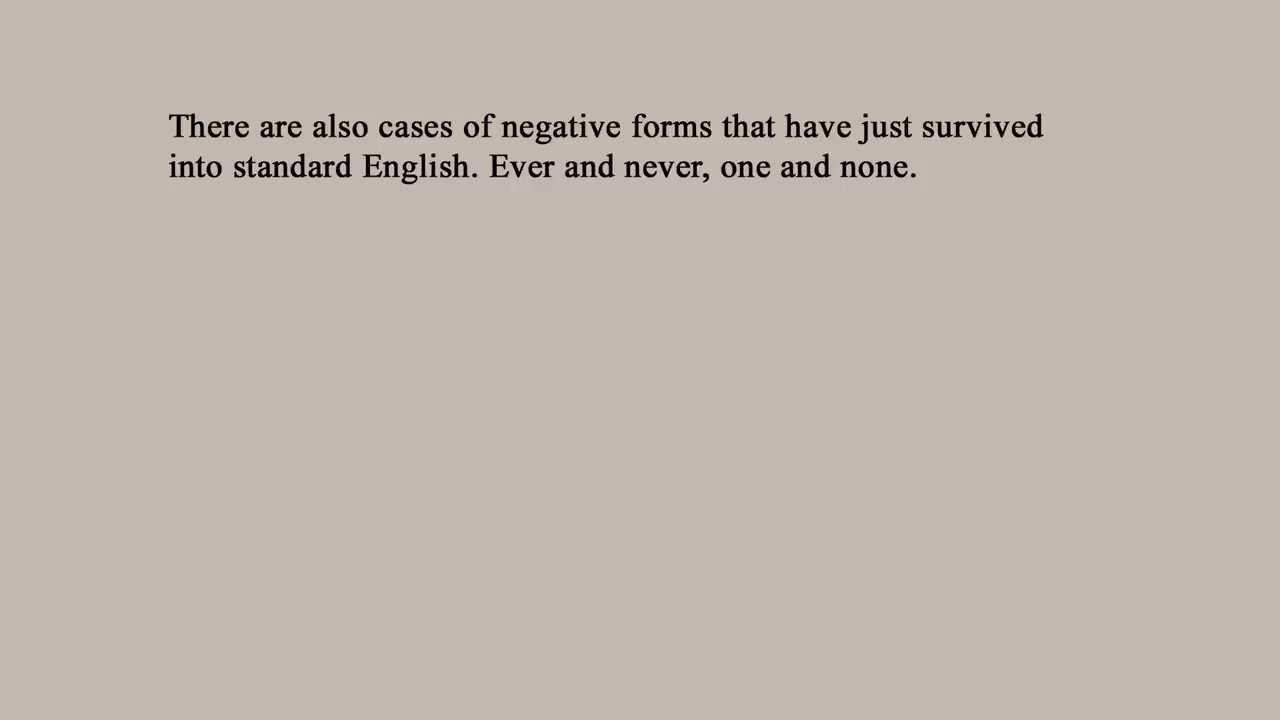 There are also cases of negative forms that have just survived
into standard English. Ever and never, one and none.